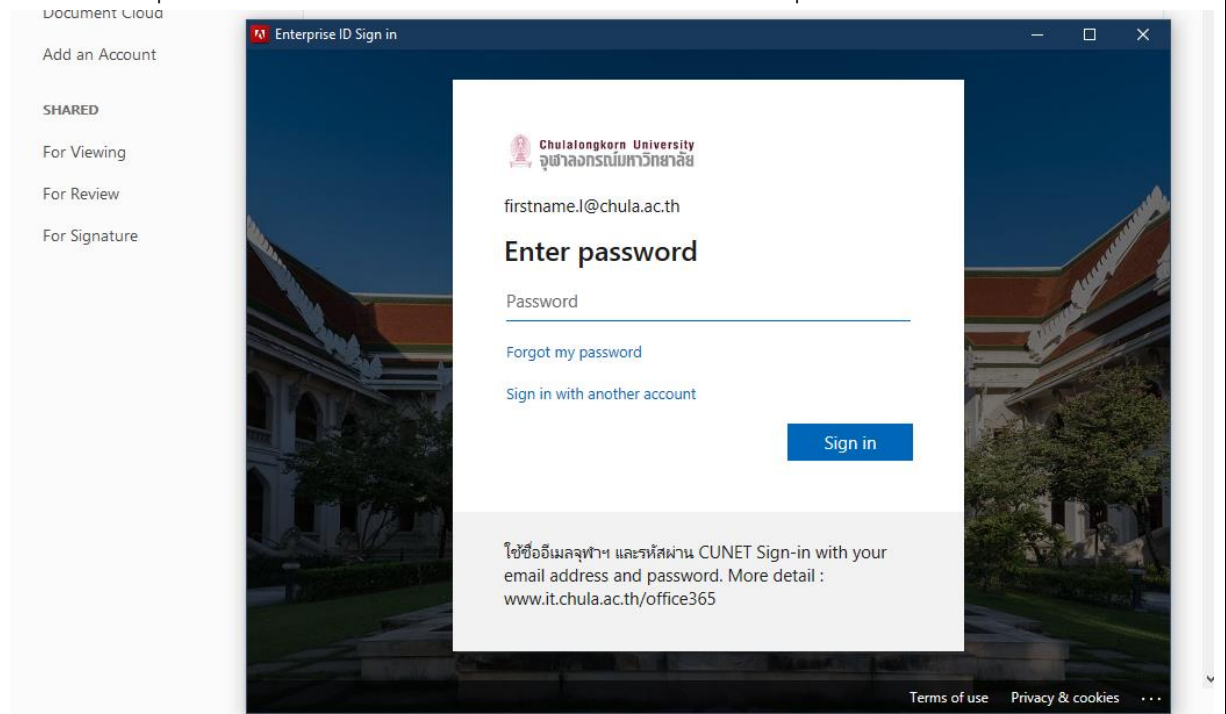 Document Cloud
Add an Account
SHARED
For Viewing
For Review
For Signature
Enterprise ID Sign in
Chulalongkorn University
จุฬาลงกรณ์มหาวิทยาลัย
firstname.l@chula.ac.th
Enter password
Password
Forgot my password
Sign in with another account
Sign in
ใช้ชื่ออีเมลจุฬาฯ และรหัสผ่าน CUNET Sign-in with your
email address and password. More detail :
www.it.chula.ac.th/office365
Terms of use Privacy & cookies ...